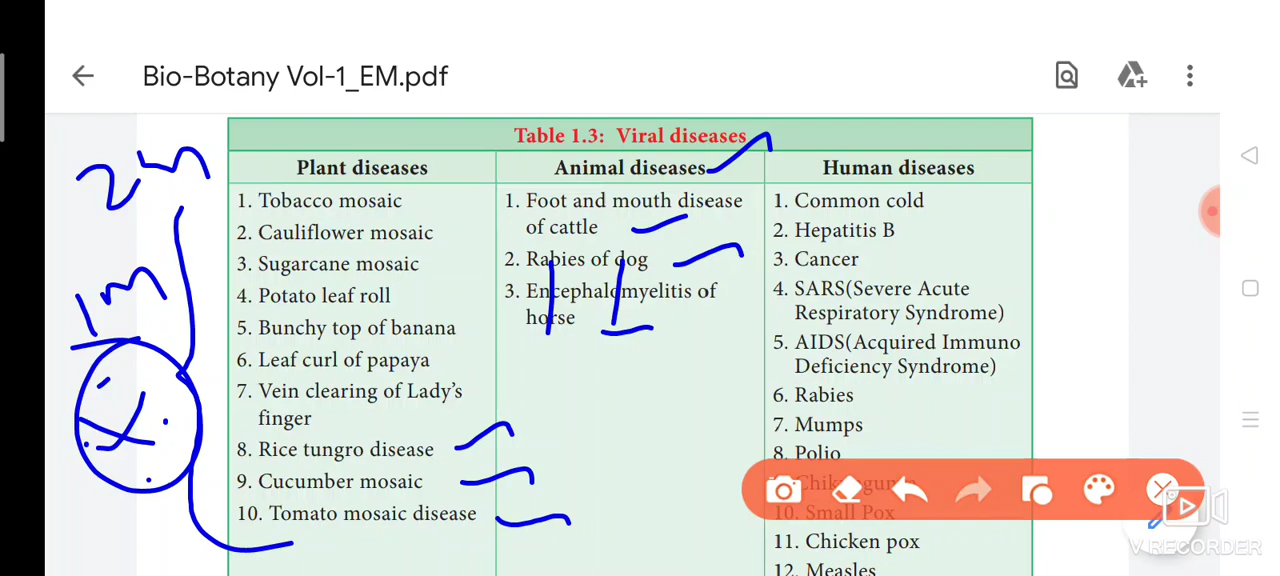 Bio-Botany Vol-1_EM.pdf
2 m
1 m
Table 1.3: Viral diseases
Plant diseases
1. Tobacco mosaic
2. Cauliflower mosaic
3. Sugarcane mosaic
4. Potato leaf roll
5. Bunchy top of banana
6. Leaf curl of papaya
7. Vein clearing of Lady's
finger
8. Rice tungro disease
9. Cucumber mosaic
10. Tomato mosaic disease
Animal diseases
1. Foot and mouth disease
of cattle
2. Rabies of dog
3. Encephalomyelitis of
horse
Human diseases
1. Common cold
2. Hepatitis B
3. Cancer
4. SARS(Severe Acute
Respiratory Syndrome)
5. AIDS(Acquired Immuno
Deficiency Syndrome)
6. Rabies
7. Mumps
8. Polio
10. Small Pox
11. Chicken pox
12. Measles
V RECORDER